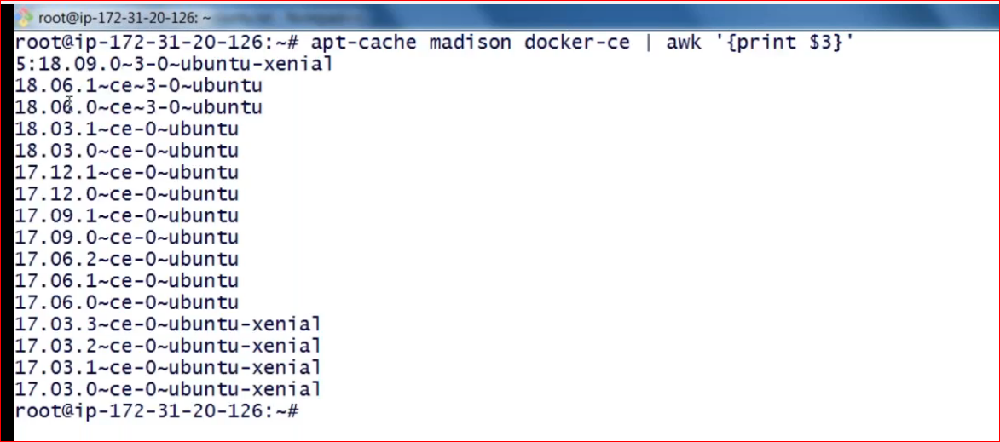 root@ip-172-31-20-126: ~
root@ip-172-31-20-126:~# apt-cache madison docker-ce | awk '{print $3}'
5:18.09.0~3-0~ubuntu-xenial
18.06.1~ce~3-0~ubuntu
18.06.0~ce~3-0~ubuntu
18.03.1~ce-0~ubuntu
18.03.0~ce-0~ubuntu
17.12.1~ce-0~ubuntu
17.12.0~ce-0~ubuntu
17.09.1~ce-0~ubuntu
17.09.0~ce-0~ubuntu
17.06.2~ce-0~ubuntu
17.06.1~ce-0~ubuntu
17.06.0~ce-0~ubuntu
17.03.3~ce-0~ubuntu-xenial
17.03.2~ce-0~ubuntu-xenial
17.03.1~ce-0~ubuntu-xenial
17.03.0~ce-0~ubuntu-xenial
root@ip-172-31-20-126:~#